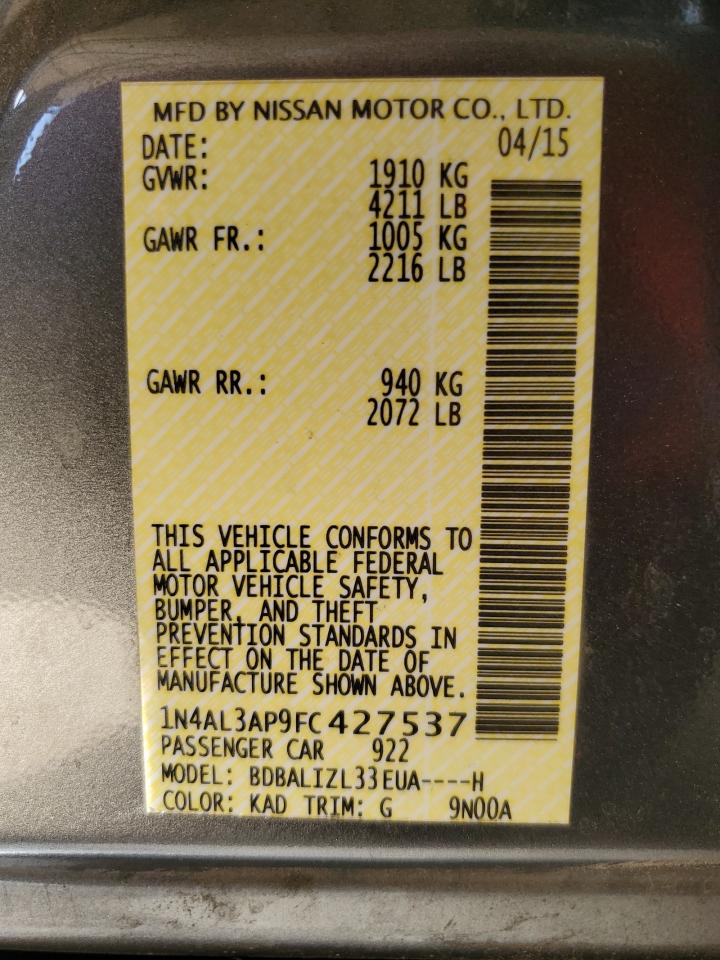 MFD BY NISSAN MOTOR CO., LTD.
DATE: 04/15
GVWR: 1910 KG
4211 LB
GAWR FR.: 1005 KG
2216 LB
GAWR RR.: 940 KG
2072 LB
THIS VEHICLE CONFORMS TO
ALL APPLICABLE FEDERAL
MOTOR VEHICLE SAFETY,
BUMPER, AND THEFT
PREVENTION STANDARDS IN
EFFECT ON THE DATE OF
MANUFACTURE SHOWN ABOVE.
1N4AL3AP9FC427537
PASSENGER CAR 922
MODEL: BDBALIZL33EUA----H
COLOR: KAD TRIM: G 9N00A